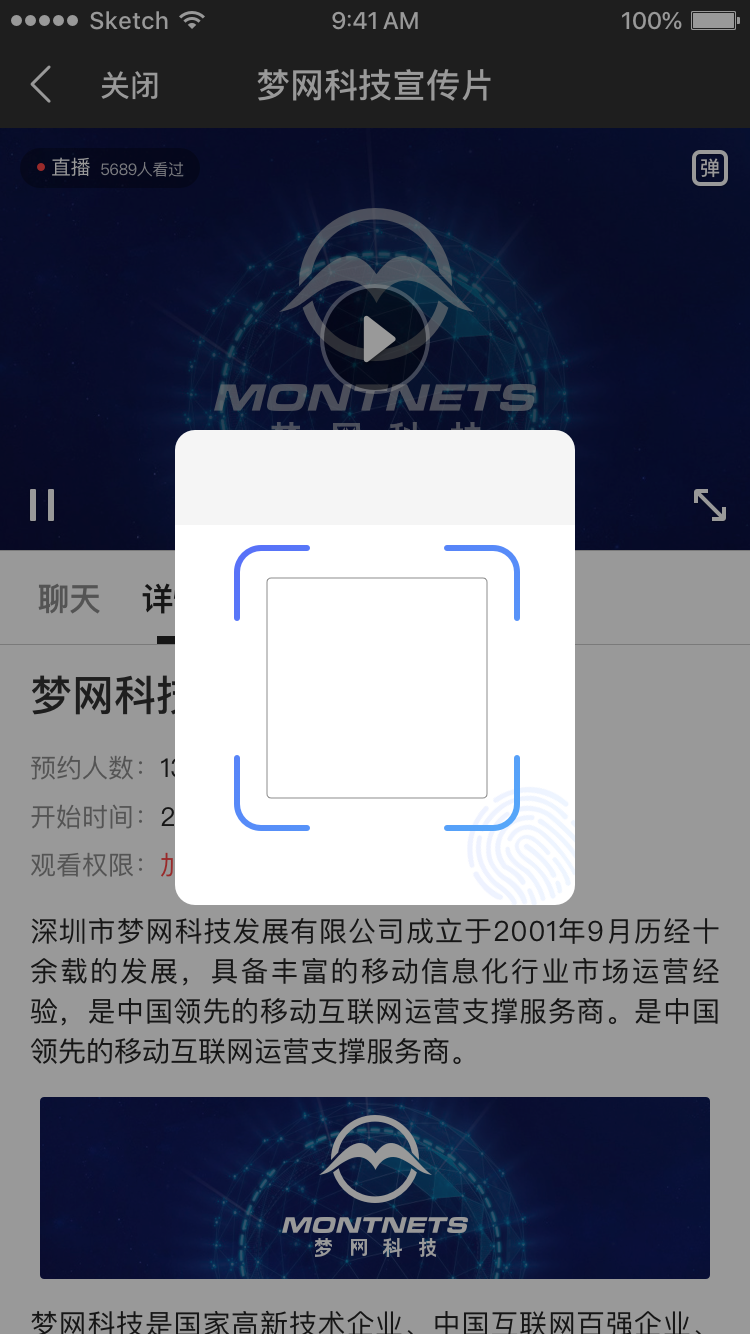 Sketch 9:41 AM 100%
关闭 梦网科技宣传片
直播 5689人看过 弹
MONTNETS
梦网科技
聊天 详
梦网科技
预约人数：13
开始时间：2
观看权限：加
深圳市梦网科技发展有限公司成立于2001年9月历经十
余载的发展，具备丰富的移动信息化行业市场运营经
验，是中国领先的移动互联网运营支撑服务商。是中国
领先的移动互联网运营支撑服务商。
MONTNETS
梦网科技
梦网科技是国家高新技术企业、中国互联网百强企业、